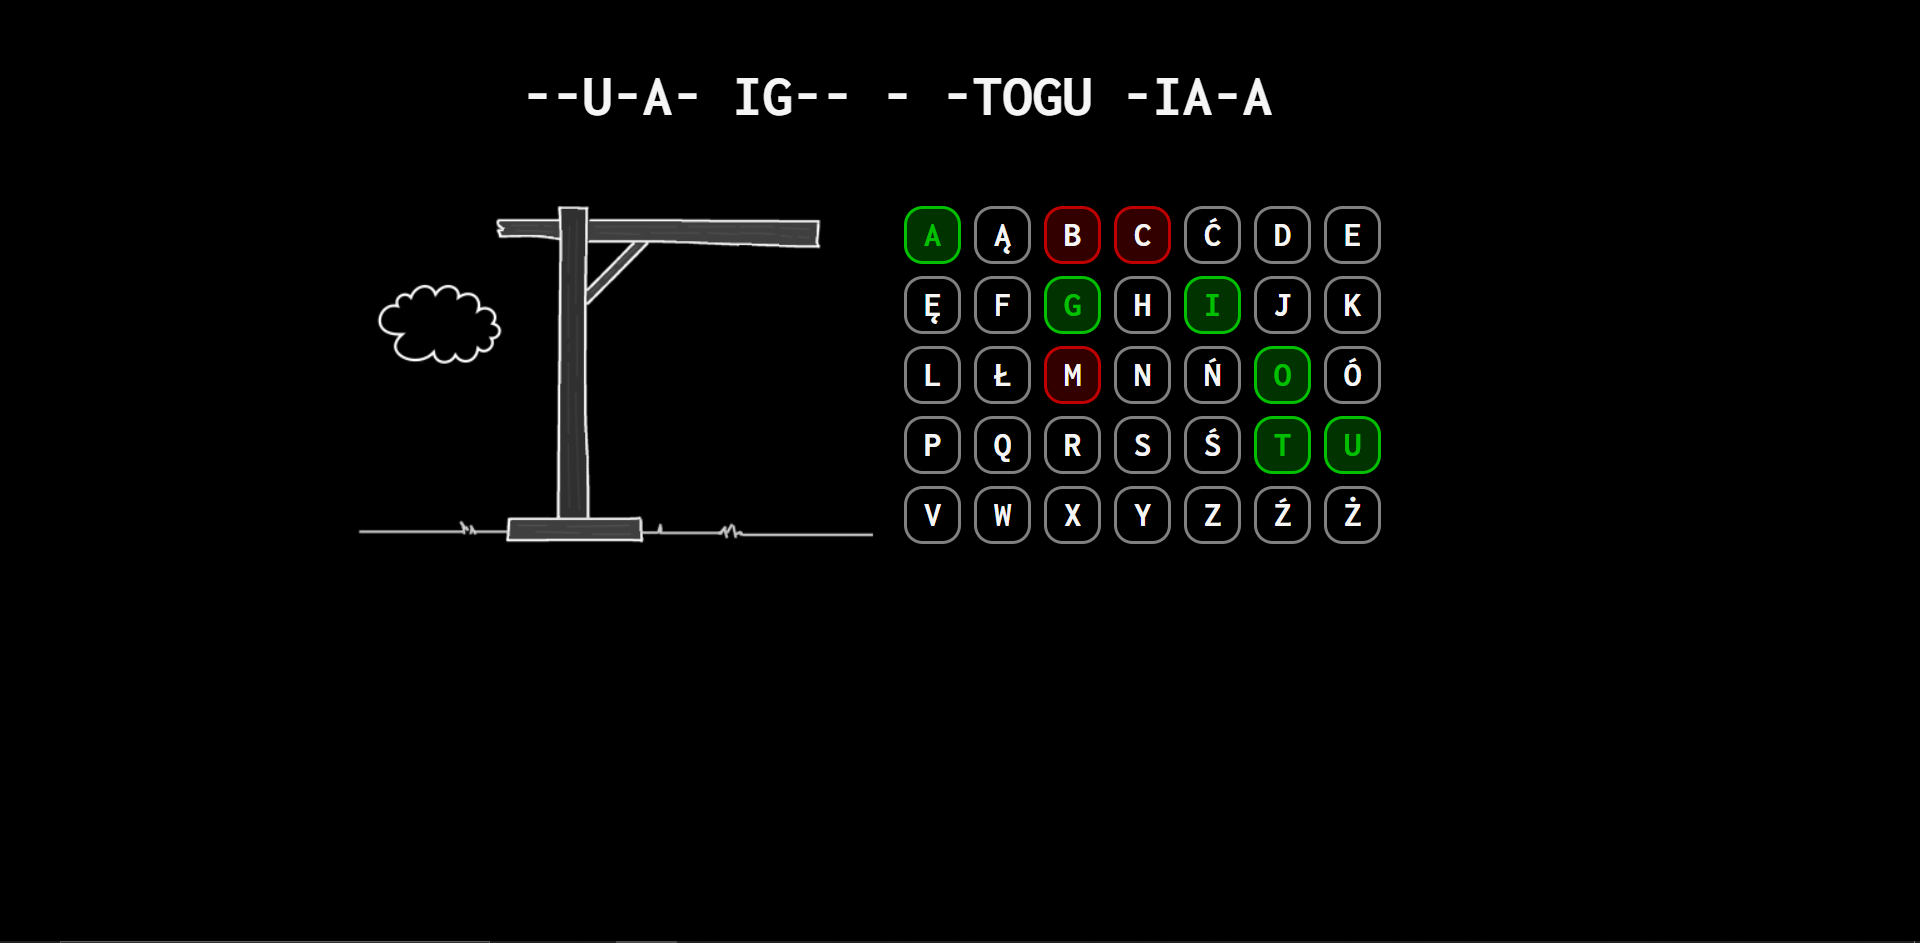 --U-A- IG-- - -TOGU -IA-A
A Ą B C Ć D E
Ę F G H I J K
L Ł M N Ń O Ó
P Q R S Ś T U
V W X Y Z Ź Ż